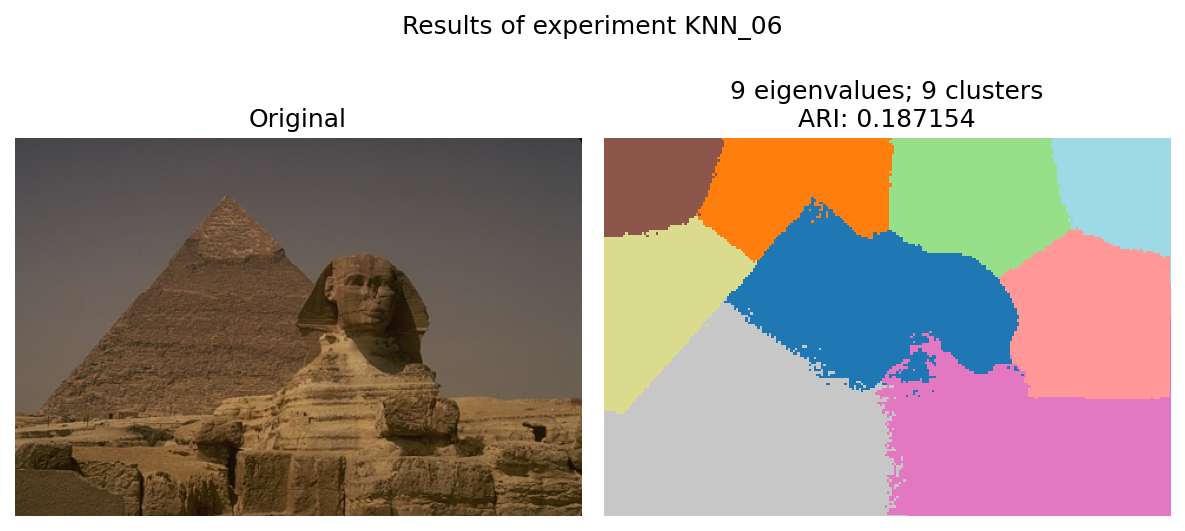 Results of experiment KNN_06
Original
9 eigenvalues; 9 clusters
ARI: 0.187154